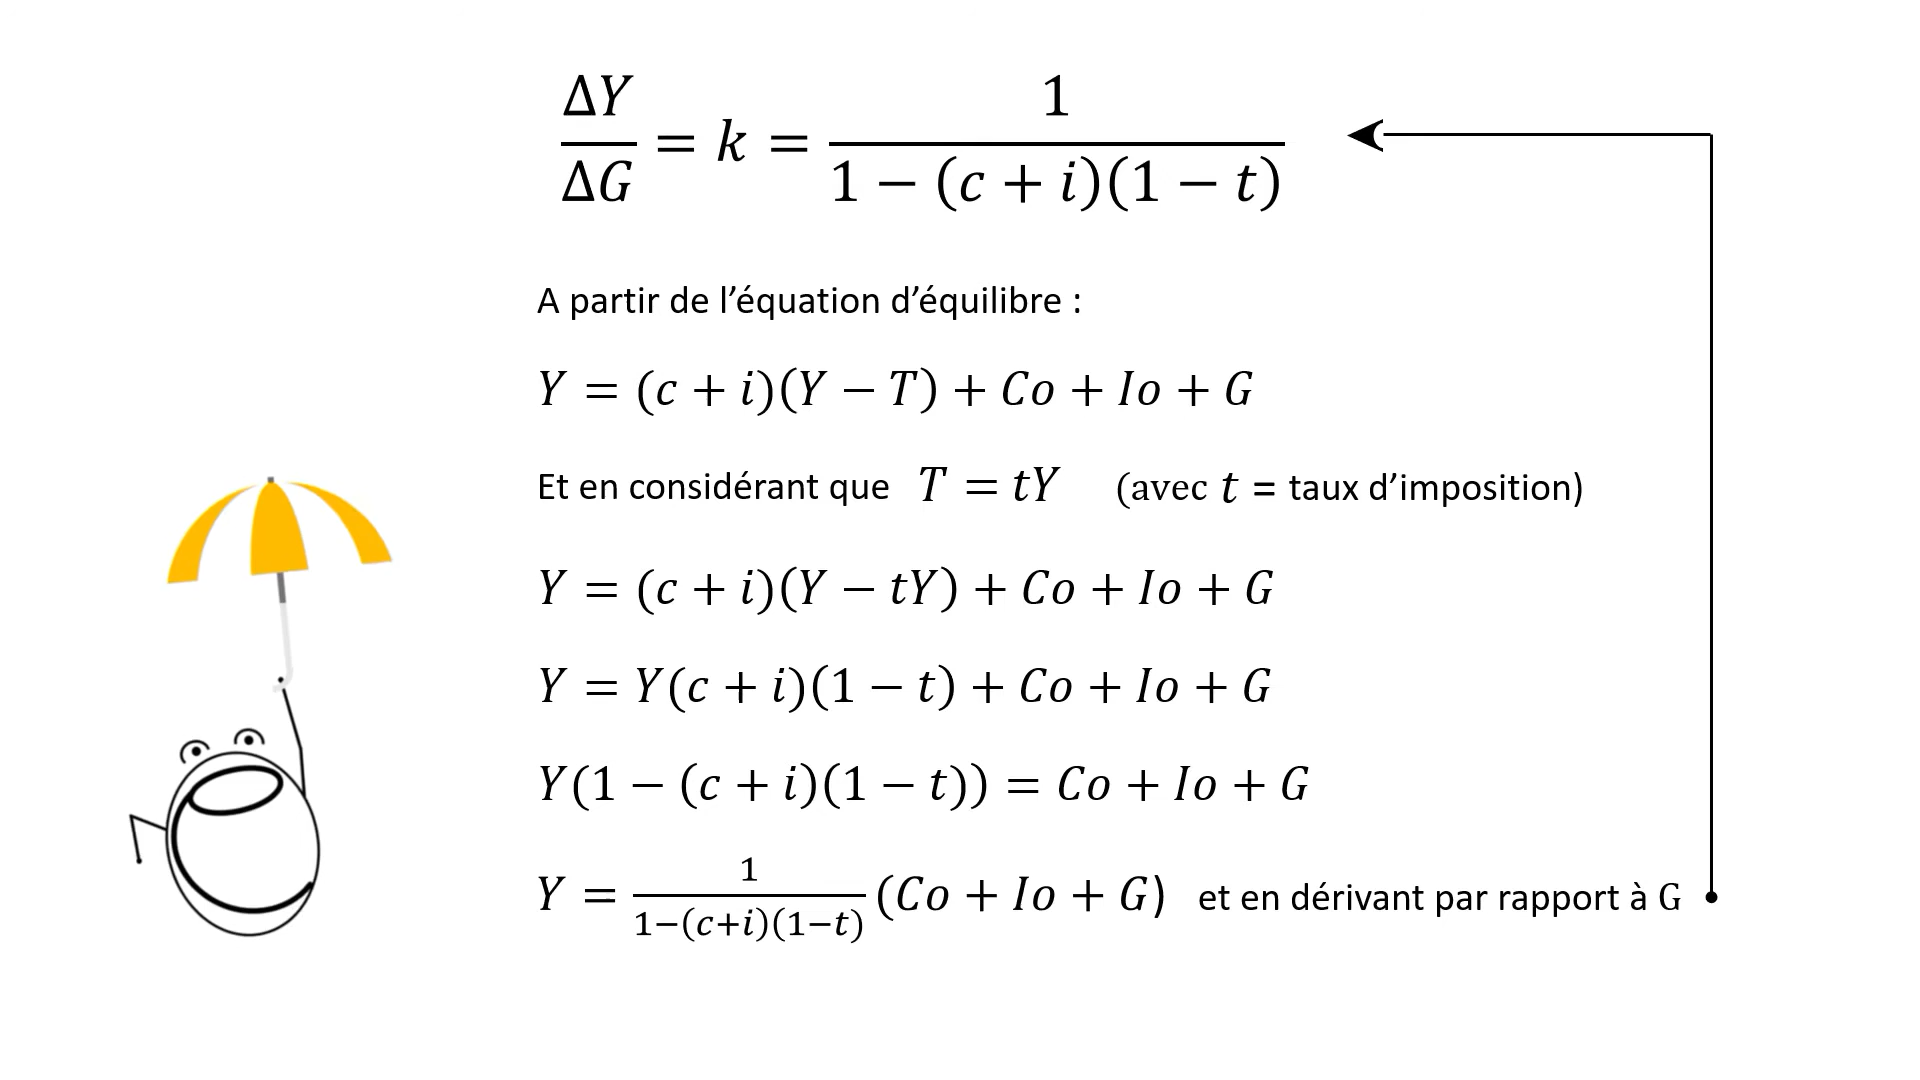 ΔY/ΔG = k = 1/(1 − (c + i)(1 − t))
A partir de l’équation d’équilibre :
Y = (c + i)(Y − T) + Co + Io + G
Et en considérant que T = tY (avec t = taux d’imposition)
Y = (c + i)(Y − tY) + Co + Io + G
Y = Y(c + i)(1 − t) + Co + Io + G
Y(1 − (c + i)(1 − t)) = Co + Io + G
Y = 1/(1−(c+i)(1−t)) (Co + Io + G) et en dérivant par rapport à G